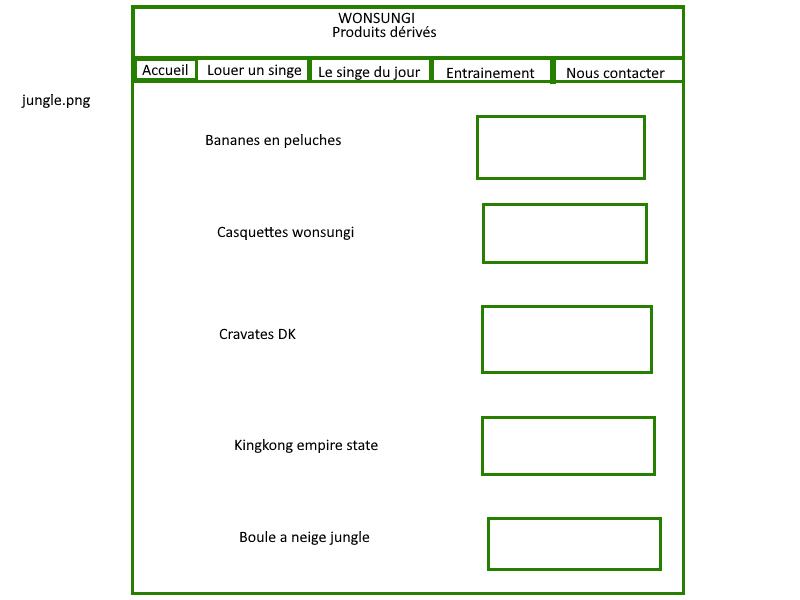 WONSUNGI
Produits dérivés
Accueil
Louer un singe
Le singe du jour
Entrainement
Nous contacter
jungle.png
Bananes en peluches
Casquettes wonsungi
Cravates DK
Kingkong empire state
Boule a neige jungle